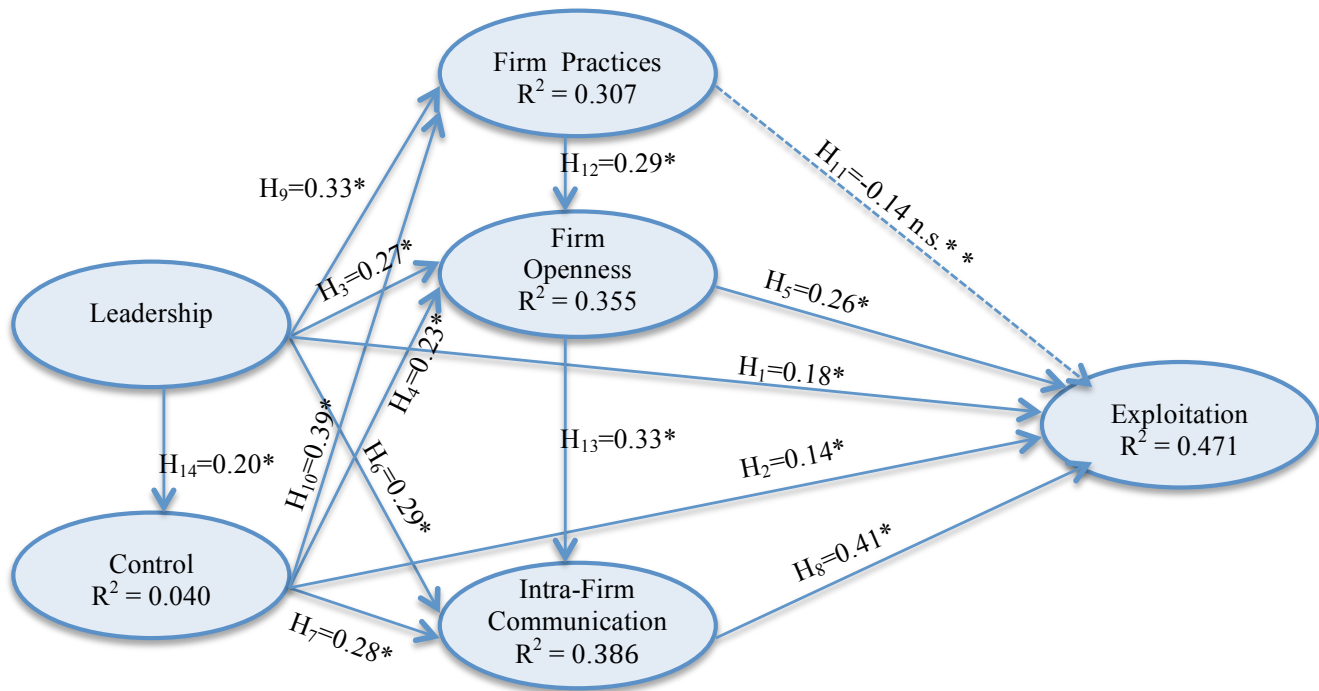 Firm Practices
R² = 0.307
H₁₂=0.29*
H₁₁=-0.14 n.s.* *
H₉=0.33*
H₃=0.27*
Firm
Openness
R² = 0.355
H₅=0.26*
Leadership
H₄=0.23*
H₁=0.18*
Exploitation
R² = 0.471
H₁₄=0.20*
H₁₀=0.39*
H₆=0.29*
H₁₃=0.33*
H₂=0.14*
Control
R² = 0.040
H₇=0.28*
Intra-Firm
Communication
R² = 0.386
H₈=0.41*